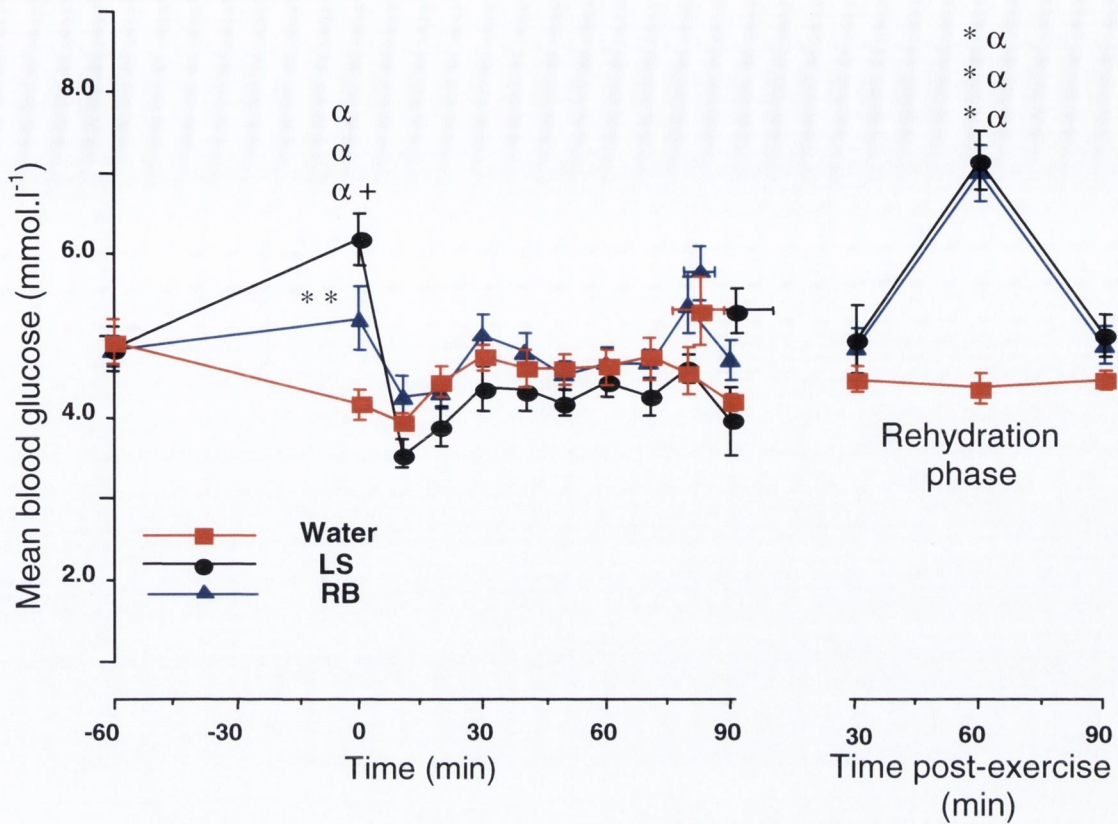 Mean blood glucose (mmol.l-1)
8.0
6.0
4.0
2.0
α
α
α +
* *
* α
* α
* α
Water
LS
RB
Rehydration
phase
-60 -30 0 30 60 90
Time (min)
30 60 90
Time post-exercise
(min)